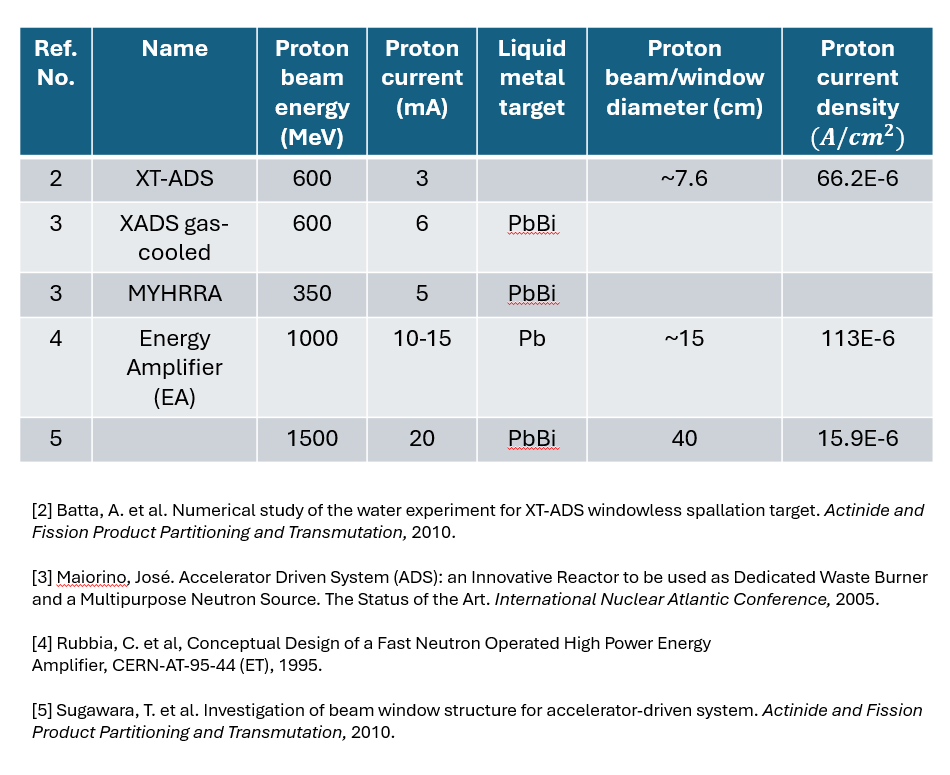 Ref. No. Name Proton beam energy (MeV) Proton current (mA) Liquid metal target Proton beam/window diameter (cm) Proton current density (A/cm²)
2 XT-ADS 600 3 ~7.6 66.2E-6
3 XADS gas-cooled 600 6 PbBi
3 MYHRRA 350 5 PbBi
4 Energy Amplifier (EA) 1000 10-15 Pb ~15 113E-6
5 1500 20 PbBi 40 15.9E-6
[2] Batta, A. et al. Numerical study of the water experiment for XT-ADS windowless spallation target. Actinide and
Fission Product Partitioning and Transmutation, 2010.
[3] Maiorino, José. Accelerator Driven System (ADS): an Innovative Reactor to be used as Dedicated Waste Burner
and a Multipurpose Neutron Source. The Status of the Art. International Nuclear Atlantic Conference, 2005.
[4] Rubbia, C. et al, Conceptual Design of a Fast Neutron Operated High Power Energy
Amplifier, CERN-AT-95-44 (ET), 1995.
[5] Sugawara, T. et al. Investigation of beam window structure for accelerator-driven system. Actinide and Fission
Product Partitioning and Transmutation, 2010.